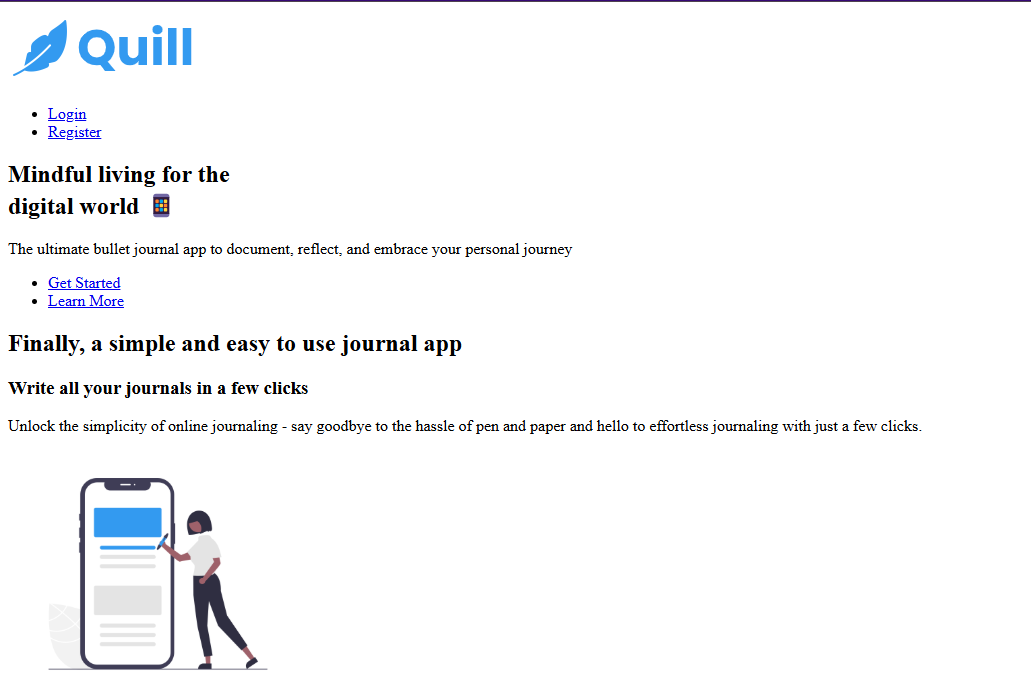 Quill
Login
Register
Mindful living for the
digital world
The ultimate bullet journal app to document, reflect, and embrace your personal journey
Get Started
Learn More
Finally, a simple and easy to use journal app
Write all your journals in a few clicks
Unlock the simplicity of online journaling - say goodbye to the hassle of pen and paper and hello to effortless journaling with just a few clicks.